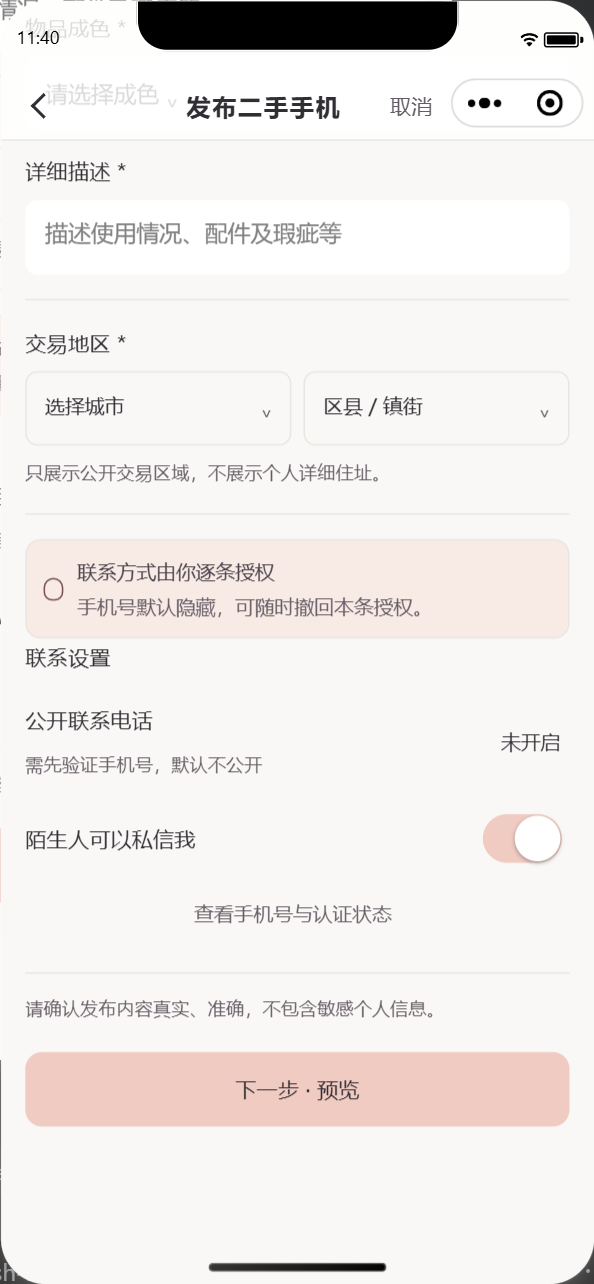 物品成色 *
11:40
请选择成色
发布二手手机
取消
详细描述 *
描述使用情况、配件及瑕疵等
交易地区 *
选择城市
区县 / 镇街
只展示公开交易区域，不展示个人详细住址。
联系方式由你逐条授权
手机号默认隐藏，可随时撤回本条授权。
联系设置
公开联系电话
未开启
需先验证手机号，默认不公开
陌生人可以私信我
查看手机号与认证状态
请确认发布内容真实、准确，不包含敏感个人信息。
下一步 · 预览